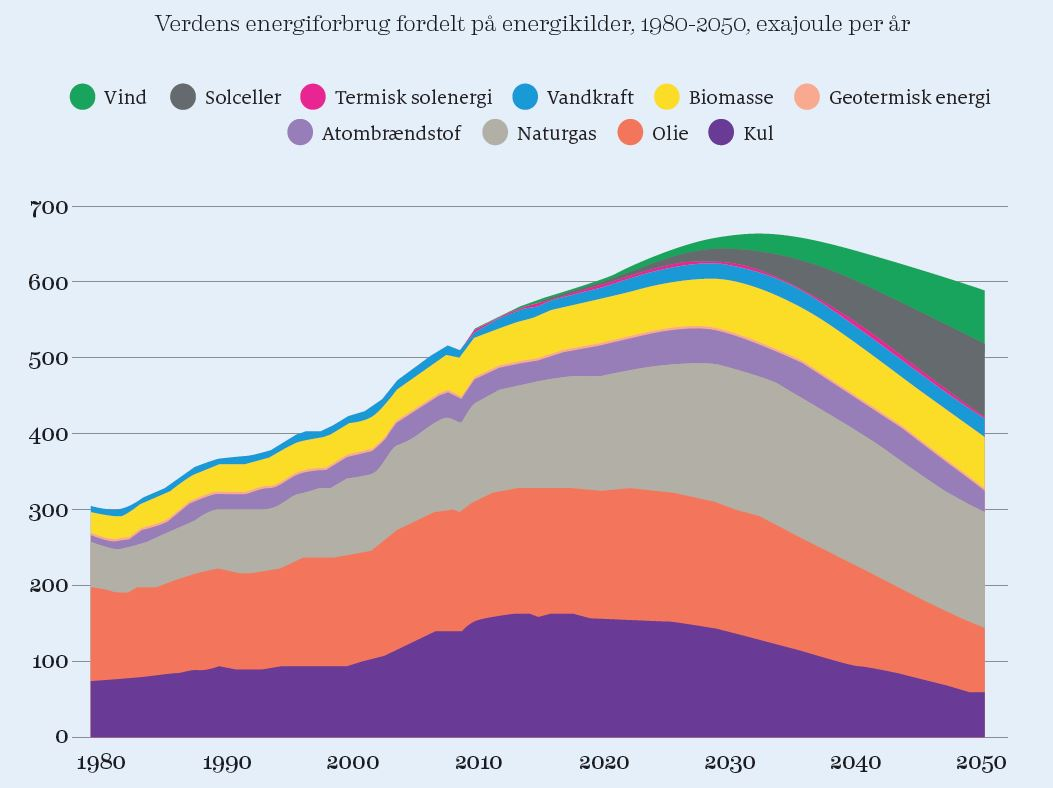 Verdens energiforbrug fordelt på energikilder, 1980-2050, exajoule per år
Vind Solceller Termisk solenergi Vandkraft Biomasse Geotermisk energi
Atombrændstof Naturgas Olie Kul
700
600
500
400
300
200
100
0
1980 1990 2000 2010 2020 2030 2040 2050